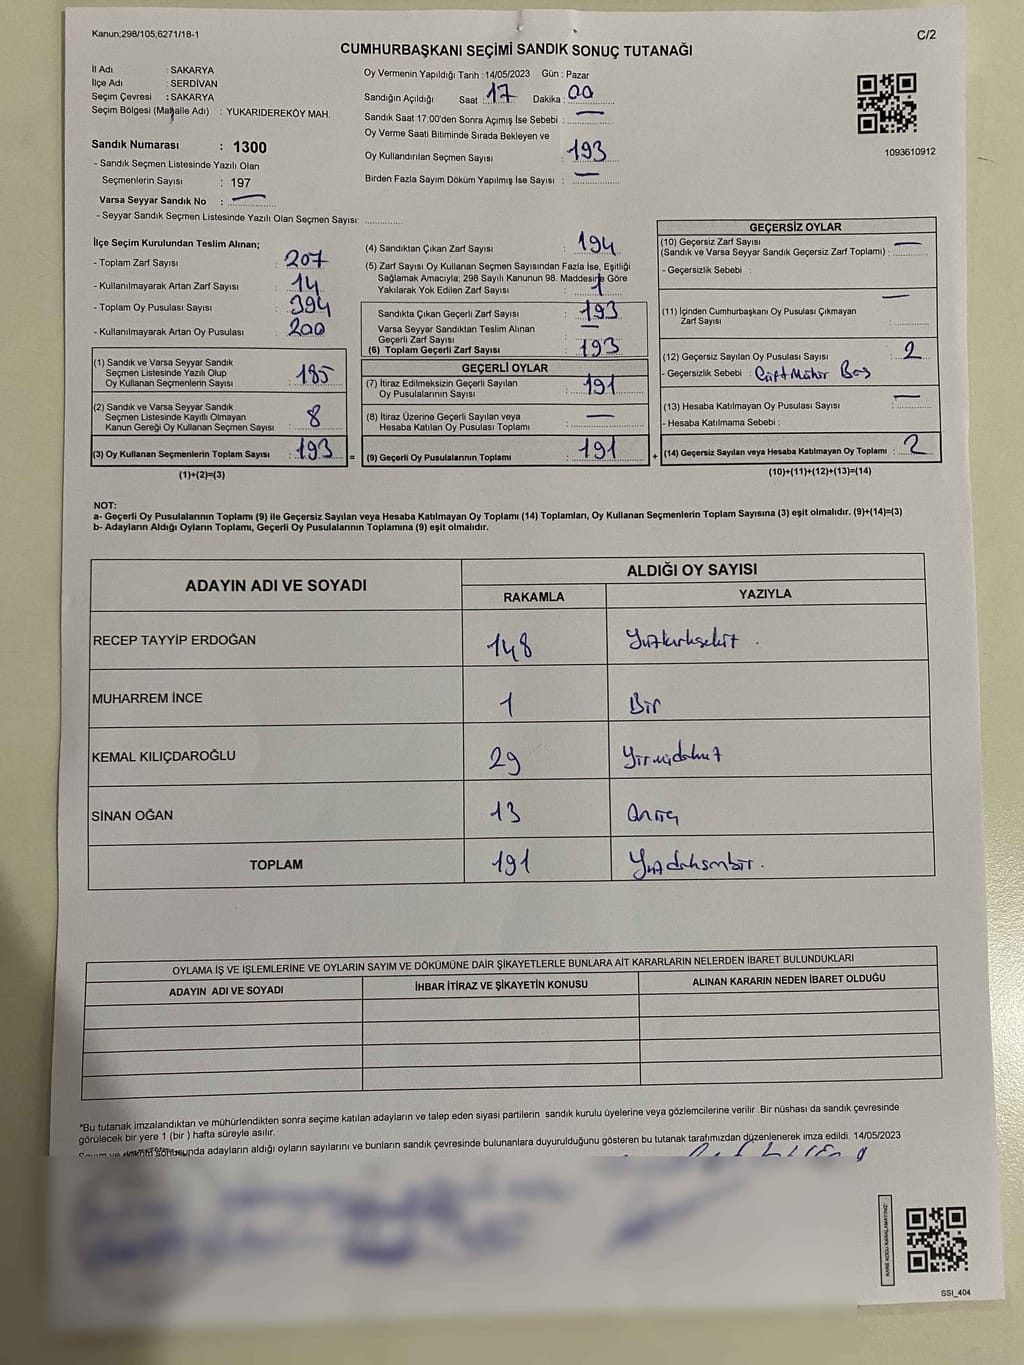 Kanun;298/105,6271/18-1
C/2
CUMHURBAŞKANI SEÇİMİ SANDIK SONUÇ TUTANAĞI
İl Adı : SAKARYA
İlçe Adı : SERDİVAN
Seçim Çevresi : SAKARYA
Seçim Bölgesi (Mahalle Adı) : YUKARIDEREKÖY MAH.
Sandık Numarası : 1300
- Sandık Seçmen Listesinde Yazılı Olan
Seçmenlerin Sayısı : 197
Varsa Seyyar Sandık No : —
- Seyyar Sandık Seçmen Listesinde Yazılı Olan Seçmen Sayısı:
Oy Vermenin Yapıldığı Tarih :14/05/2023 Gün : Pazar
Sandığın Açıldığı Saat : 17 Dakika : 00
Sandık Saat 17:00'den Sonra Açımış İse Sebebi : —
Oy Verme Saati Bitiminde Sırada Bekleyen ve
Oy Kullandırılan Seçmen Sayısı : 193
Birden Fazla Sayım Döküm Yapılmış İse Sayısı : —
1093610912
İlçe Seçim Kurulundan Teslim Alınan;
- Toplam Zarf Sayısı : 207
- Kullanılmayarak Artan Zarf Sayısı : 14
- Toplam Oy Pusulası Sayısı : 394
- Kullanılmayarak Artan Oy Pusulası : 200
(1) Sandık ve Varsa Seyyar Sandık
Seçmen Listesinde Yazılı Olup
Oy Kullanan Seçmenlerin Sayısı : 185
(2) Sandık ve Varsa Seyyar Sandık
Seçmen Listesinde Kayıtlı Olmayan
Kanun Gereği Oy Kullanan Seçmen Sayısı : 8
(3) Oy Kullanan Seçmenlerin Toplam Sayısı : 193
(1)+(2)=(3)
(4) Sandıktan Çıkan Zarf Sayısı : 194
(5) Zarf Sayısı Oy Kullanan Seçmen Sayısından Fazla İse, Eşitliği
Sağlamak Amacıyla; 298 Sayılı Kanunun 98. Maddesine Göre
Yakılarak Yok Edilen Zarf Sayısı : 1
Sandıkta Çıkan Geçerli Zarf Sayısı : 193
Varsa Seyyar Sandıktan Teslim Alınan
Geçerli Zarf Sayısı : —
(6) Toplam Geçerli Zarf Sayısı : 193
GEÇERLİ OYLAR
(7) İtiraz Edilmeksizin Geçerli Sayılan
Oy Pusulalarının Sayısı : 191
(8) İtiraz Üzerine Geçerli Sayılan veya
Hesaba Katılan Oy Pusulası Toplamı : —
= (9) Geçerli Oy Pusulalarının Toplamı : 191
GEÇERSİZ OYLAR
(10) Geçersiz Zarf Sayısı
(Sandık ve Varsa Seyyar Sandık Geçersiz Zarf Toplamı) : —
- Geçersizlik Sebebi :
(11) İçinden Cumhurbaşkanı Oy Pusulası Çıkmayan
Zarf Sayısı : —
(12) Geçersiz Sayılan Oy Pusulası Sayısı : 2
- Geçersizlik Sebebi : Çift Mühür Bas
(13) Hesaba Katılmayan Oy Pusulası Sayısı : —
- Hesaba Katılmama Sebebi :
+ (14) Geçersiz Sayılan veya Hesaba Katılmayan Oy Toplamı : 2
(10)+(11)+(12)+(13)=(14)
NOT:
a- Geçerli Oy Pusulalarının Toplamı (9) ile Geçersiz Sayılan veya Hesaba Katılmayan Oy Toplamı (14) Toplamları, Oy Kullanan Seçmenlerin Toplam Sayısına (3) eşit olmalıdır. (9)+(14)=(3)
b- Adayların Aldığı Oyların Toplamı, Geçerli Oy Pusulalarının Toplamına (9) eşit olmalıdır.
ADAYIN ADI VE SOYADI
ALDIĞI OY SAYISI
RAKAMLA YAZIYLA
RECEP TAYYİP ERDOĞAN 148 Yüzkırksekiz.
MUHARREM İNCE 1 Bir
KEMAL KILIÇDAROĞLU 29 Yirmidokuz
SİNAN OĞAN 13 Onüç
TOPLAM 191 Yüzdoksanbir.
OYLAMA İŞ VE İŞLEMLERİNE VE OYLARIN SAYIM VE DÖKÜMÜNE DAİR ŞİKAYETLERLE BUNLARA AİT KARARLARIN NELERDEN İBARET BULUNDUKLARI
ADAYIN ADI VE SOYADI
İHBAR İTİRAZ VE ŞİKAYETİN KONUSU
ALINAN KARARIN NEDEN İBARET OLDUĞU
*Bu tutanak imzalandıktan ve mühürlendikten sonra seçime katılan adayların ve talep eden siyasi partilerin sandık kurulu üyelerine veya gözlemcilerine verilir .Bir nüshası da sandık çevresinde
görülecek bir yere 1 (bir ) hafta süreyle asılır.
Sayım ve döküm sonucunda adayların aldığı oyların sayılarını ve bunların sandık çevresinde bulunanlara duyurulduğunu gösteren bu tutanak tarafımızdan düzenlenerek imza edildi. 14/05/2023
KARE KODU KARALAMAYINIZ!
SSI_404